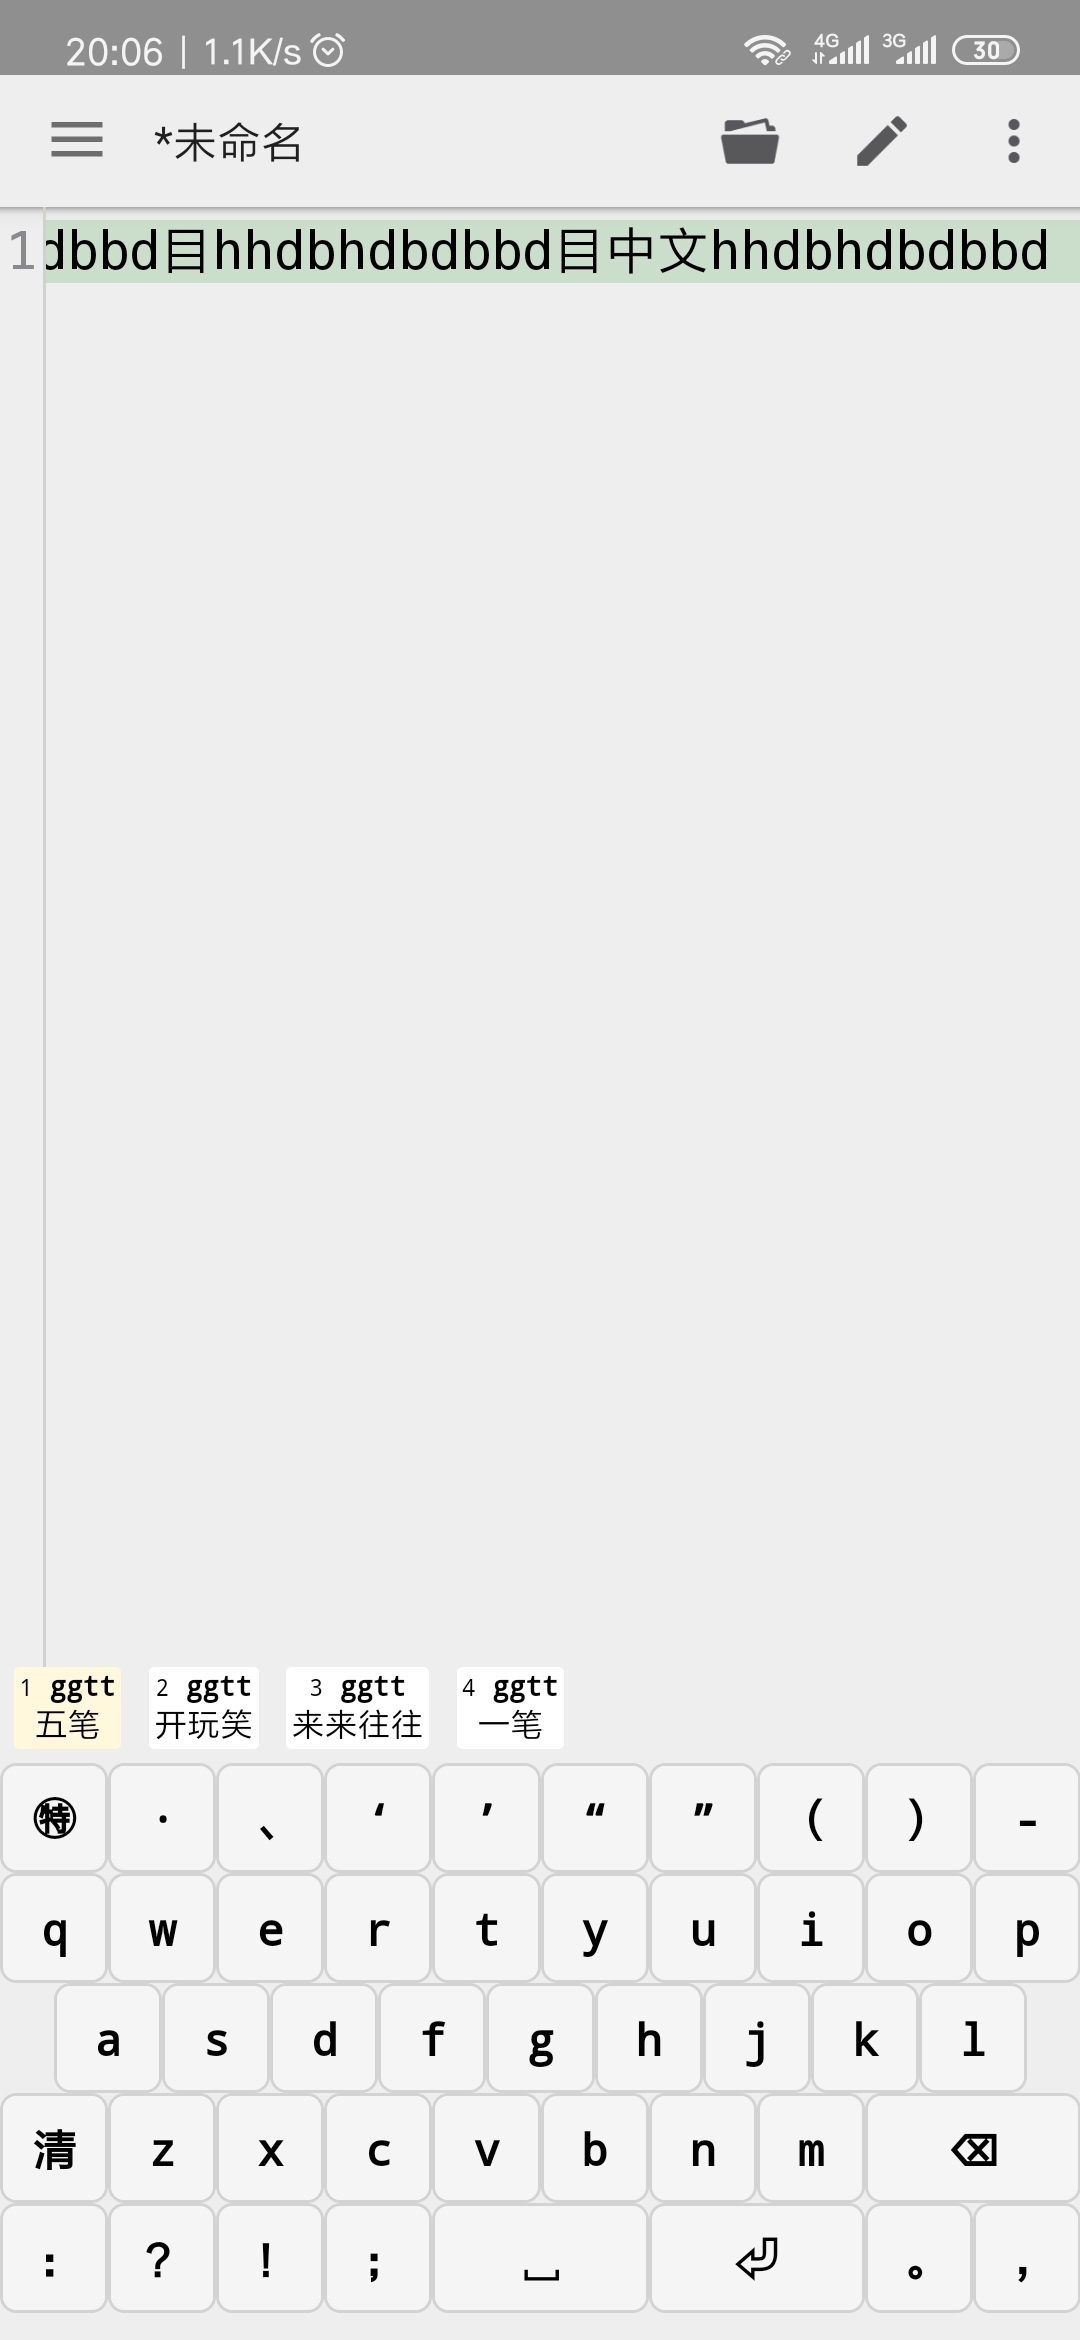 20:06 | 1.1K/s 4G 3G 30
*未命名
1 dbbd目hhdbhdbdbbd目中文hhdbhdbdbbd
1 ggtt 2 ggtt 3 ggtt 4 ggtt
五笔 开玩笑 来来往往 一笔
特 · 、 ‘ ’ “ ” ( ) -
q w e r t y u i o p
a s d f g h j k l
清 z x c v b n m
: ? ! ; 。 ,